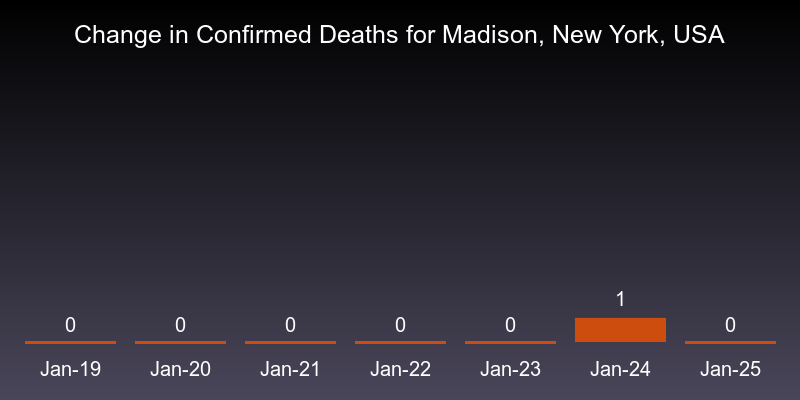 Change in Confirmed Deaths for Madison, New York, USA
0 0 0 0 0 1 0
Jan-19 Jan-20 Jan-21 Jan-22 Jan-23 Jan-24 Jan-25